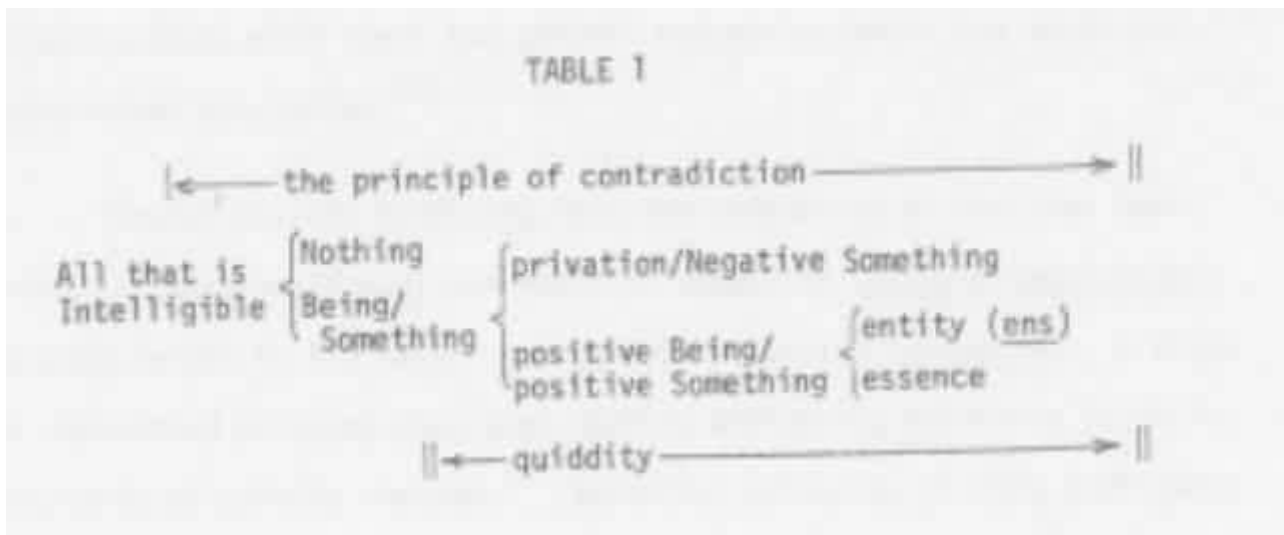 TABLE 1
the principle of contradiction
All that is
Intelligible
Nothing
Being/
Something
privation/Negative Something
positive Being/
positive Something
entity (ens)
essence
quiddity